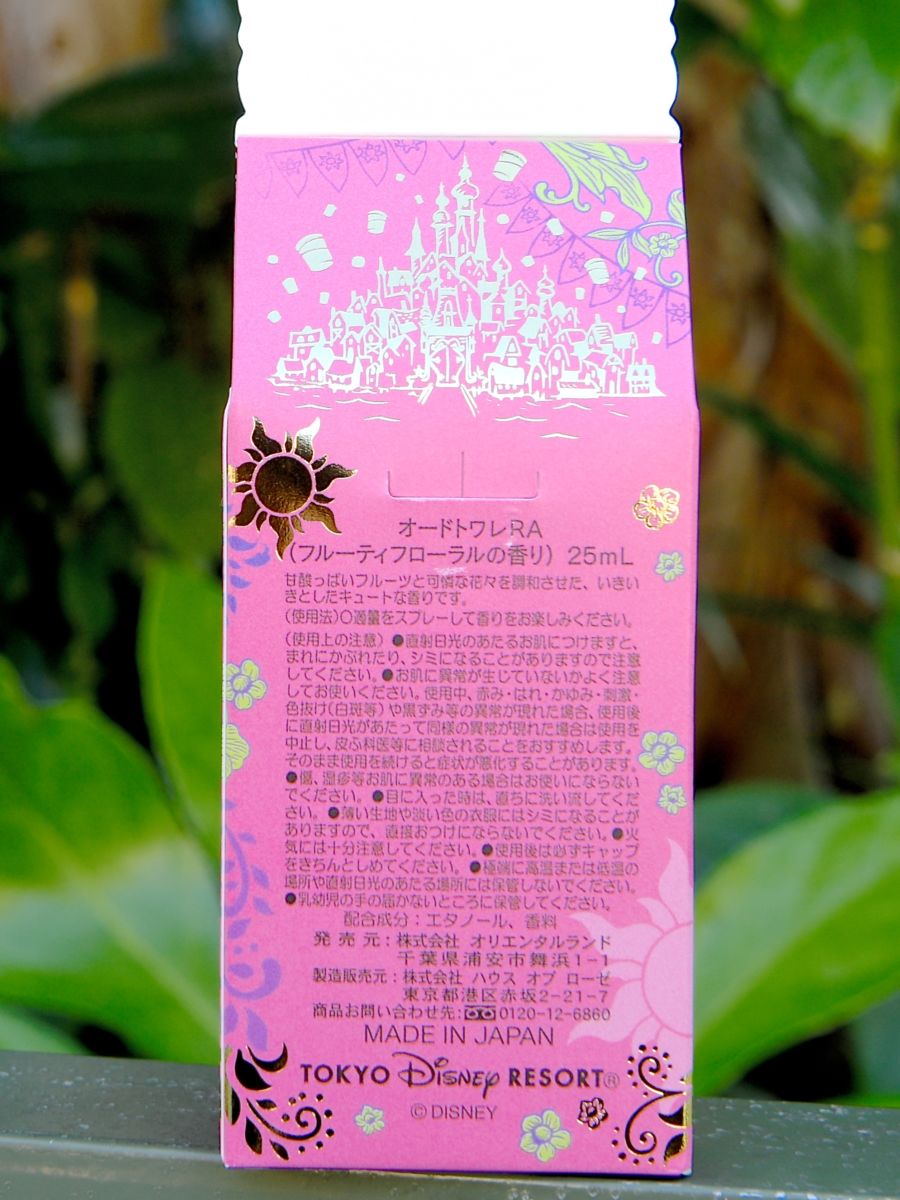 オードトワレRA
(フルーティフローラルの香り) 25mL
甘酸っぱいフルーツと可憐な花々を調和させた、いきい
きとしたキュートな香りです。
(使用法)○適量をスプレーして香りをお楽しみください。
(使用上の注意) ●直射日光のあたるお肌につけますと、
まれにかぶれたり、シミになることがありますので注意
してください。●お肌に異常が生じていないかよく注意
してお使いください。使用中、赤み・はれ・かゆみ・刺激・
色抜け(白斑等)や黒ずみ等の異常が現れた場合、使用後
に直射日光があたって同様の異常が現れた場合は使用を
中止し、皮ふ科医等に相談されることをおすすめします。
そのまま使用を続けると症状が悪化することがあります。
●傷、湿疹等お肌に異常のある場合はお使いにならない
でください。●目に入った時は、直ちに洗い流してくだ
さい。●薄い生地や淡い色の衣服にはシミになることが
ありますので、直接おつけにならないでください。●火
気には十分注意してください。●使用後は必ずキャップ
をきちんとしめてください。●極端に高温または低温の
場所や直射日光のあたる場所には保管しないでください。
●乳幼児の手の届かないところに保管してください。
配合成分:エタノール、香料
発売元:株式会社 オリエンタルランド
千葉県浦安市舞浜1-1
製造販売元:株式会社 ハウス オブ ローゼ
東京都港区赤坂2-21-7
商品お問い合わせ先:0120-12-6860
MADE IN JAPAN
TOKYO Disney RESORT®
©DISNEY